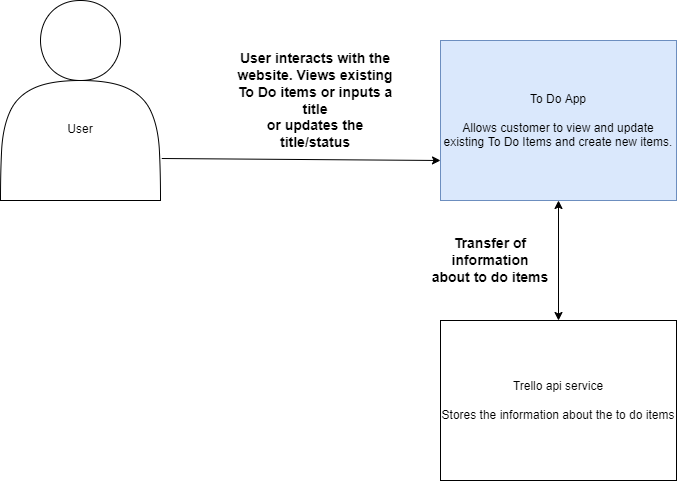 User interacts with the
website. Views existing
To Do items or inputs a
title
or updates the
title/status
User
To Do App
Allows customer to view and update
existing To Do Items and create new items.
Transfer of
information
about to do items
Trello api service
Stores the information about the to do items